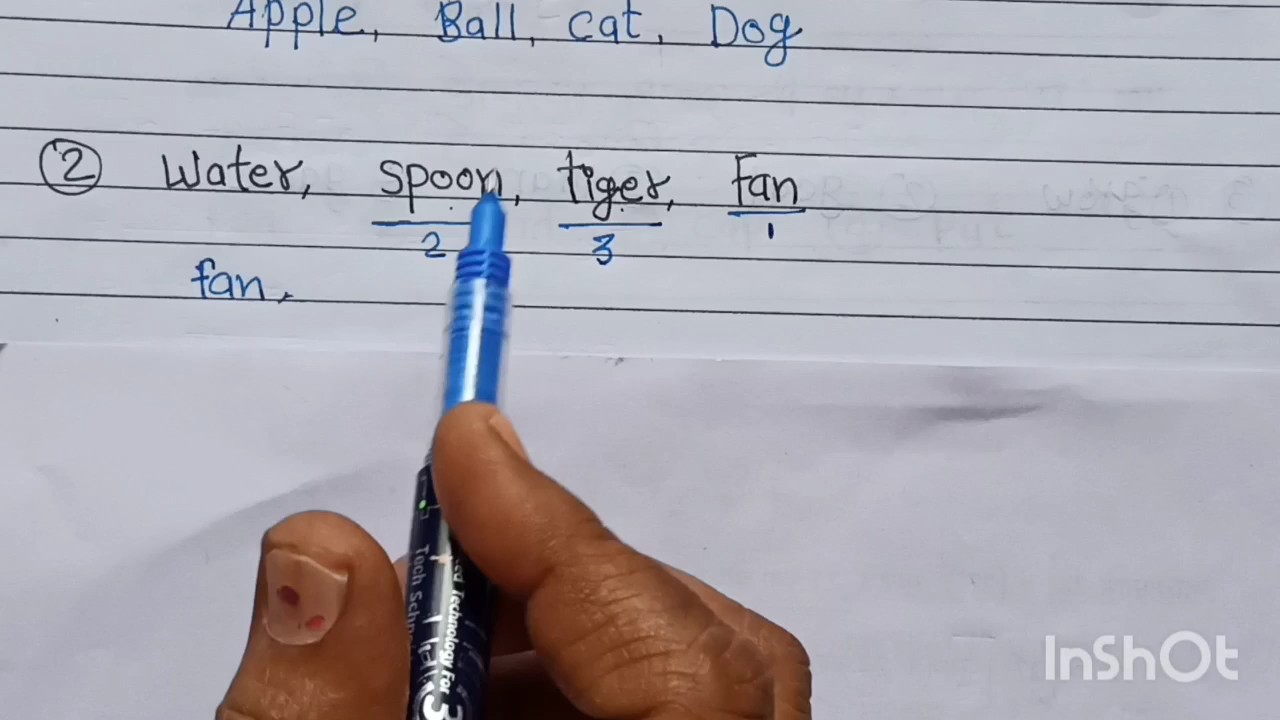 Apple, Ball, cat, Dog
② Water, spoon, tiger, Fan
2 3 1
fan,
InShOt